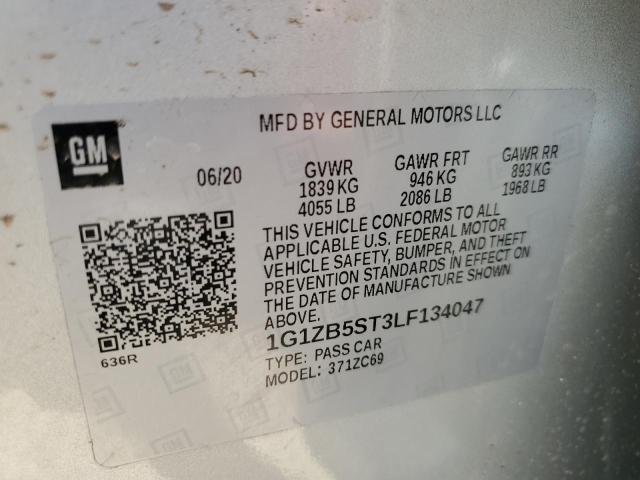 GM
MFD BY GENERAL MOTORS LLC
06/20
GVWR
1839 KG
4055 LB
GAWR FRT
946 KG
2086 LB
GAWR RR
893 KG
1968 LB
THIS VEHICLE CONFORMS TO ALL
APPLICABLE U.S. FEDERAL MOTOR
VEHICLE SAFETY, BUMPER, AND THEFT
PREVENTION STANDARDS IN EFFECT ON
THE DATE OF MANUFACTURE SHOWN
ABOVE.
1G1ZB5ST3LF134047
TYPE: PASS CAR
MODEL: 371ZC69
636R